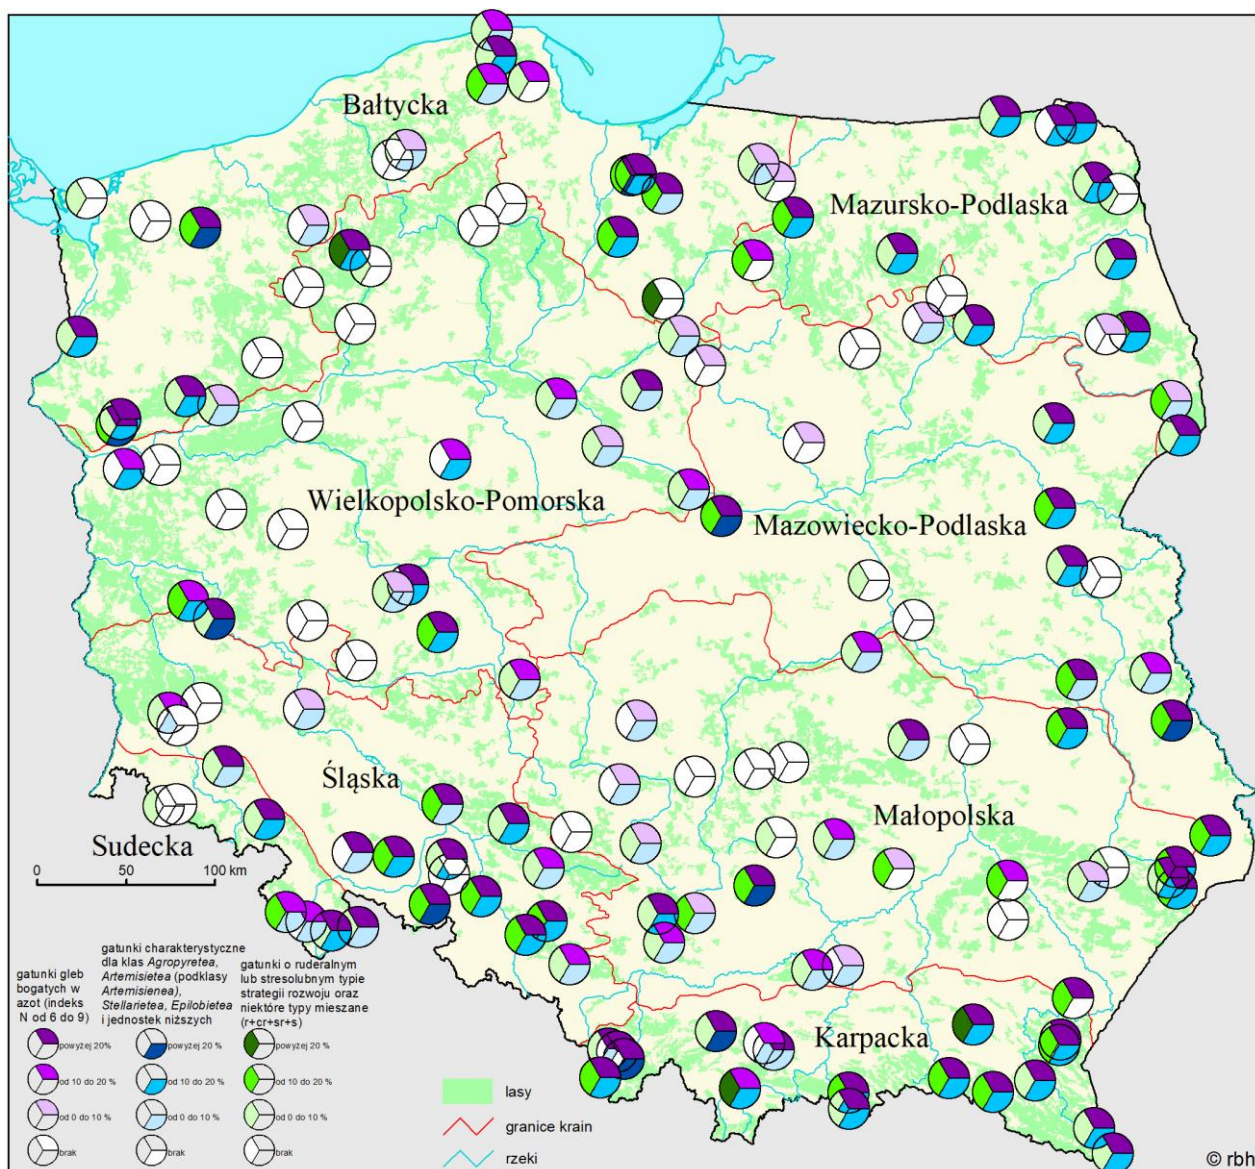 Bałtycka
Mazursko-Podlaska
Wielkopolsko-Pomorska
Mazowiecko-Podlaska
Śląska
Małopolska
Sudecka
Karpacka
0 50 100 km
gatunki gleb
bogatych w
azot (indeks
N od 6 do 9)
powyżej 20%
od 10 do 20 %
od 0 do 10 %
brak
gatunki charakterystyczne
dla klas Agropyretea,
Artemisietea (podklasy
Artemisienea),
Stellarietea, Epilobietea
i jednostek niższych
powyżej 20 %
od 10 do 20 %
od 0 do 10 %
brak
gatunki o ruderalnym
lub stresolubnym typie
strategii rozwoju oraz
niektóre typy mieszane
(r+cr+sr+s)
powyżej 20 %
od 10 do 20 %
od 0 do 10 %
brak
lasy
granice krain
rzeki
© rbh